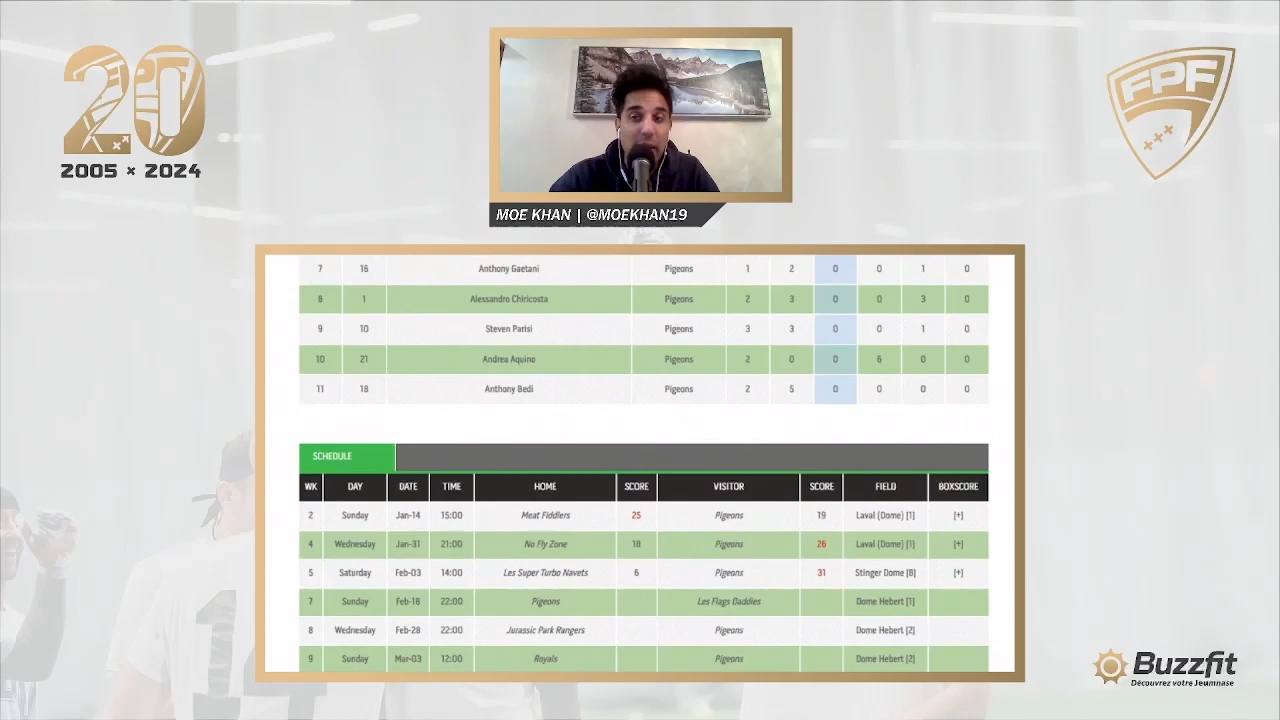 20
2005 × 2024
FPF
MOE KHAN | @MOEKHAN19
7 16 Anthony Gaetani Pigeons 1 2 0 0 1 0
8 1 Alessandro Chiricosta Pigeons 2 3 0 0 3 0
9 10 Steven Parisi Pigeons 3 3 0 0 1 0
10 21 Andrea Aquino Pigeons 2 0 0 6 0 0
11 18 Anthony Bedi Pigeons 2 5 0 0 0 0
SCHEDULE
WK DAY DATE TIME HOME SCORE VISITOR SCORE FIELD BOXSCORE
2 Sunday Jan-14 15:00 Meat Fiddlers 25 Pigeons 19 Laval (Dome) [1] [+]
4 Wednesday Jan-31 21:00 No Fly Zone 18 Pigeons 26 Laval (Dome) [1] [+]
5 Saturday Feb-03 14:00 Les Super Turbo Navets 6 Pigeons 31 Stinger Dome [B] [+]
7 Sunday Feb-18 22:00 Pigeons Les Flags Daddies Dome Hebert [1]
8 Wednesday Feb-28 22:00 Jurassic Park Rangers Pigeons Dome Hebert [2]
9 Sunday Mar-03 12:00 Royals Pigeons Dome Hebert [2]
Buzzfit
Découvrez votre Jeumnase